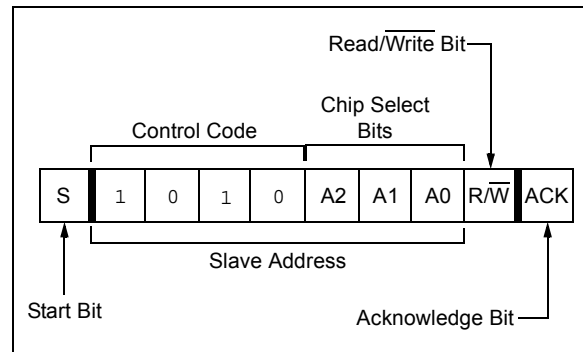 Read/Write Bit
Chip Select
Bits
Control Code
S 1 0 1 0 A2 A1 A0 R/W ACK
Slave Address
Start Bit
Acknowledge Bit